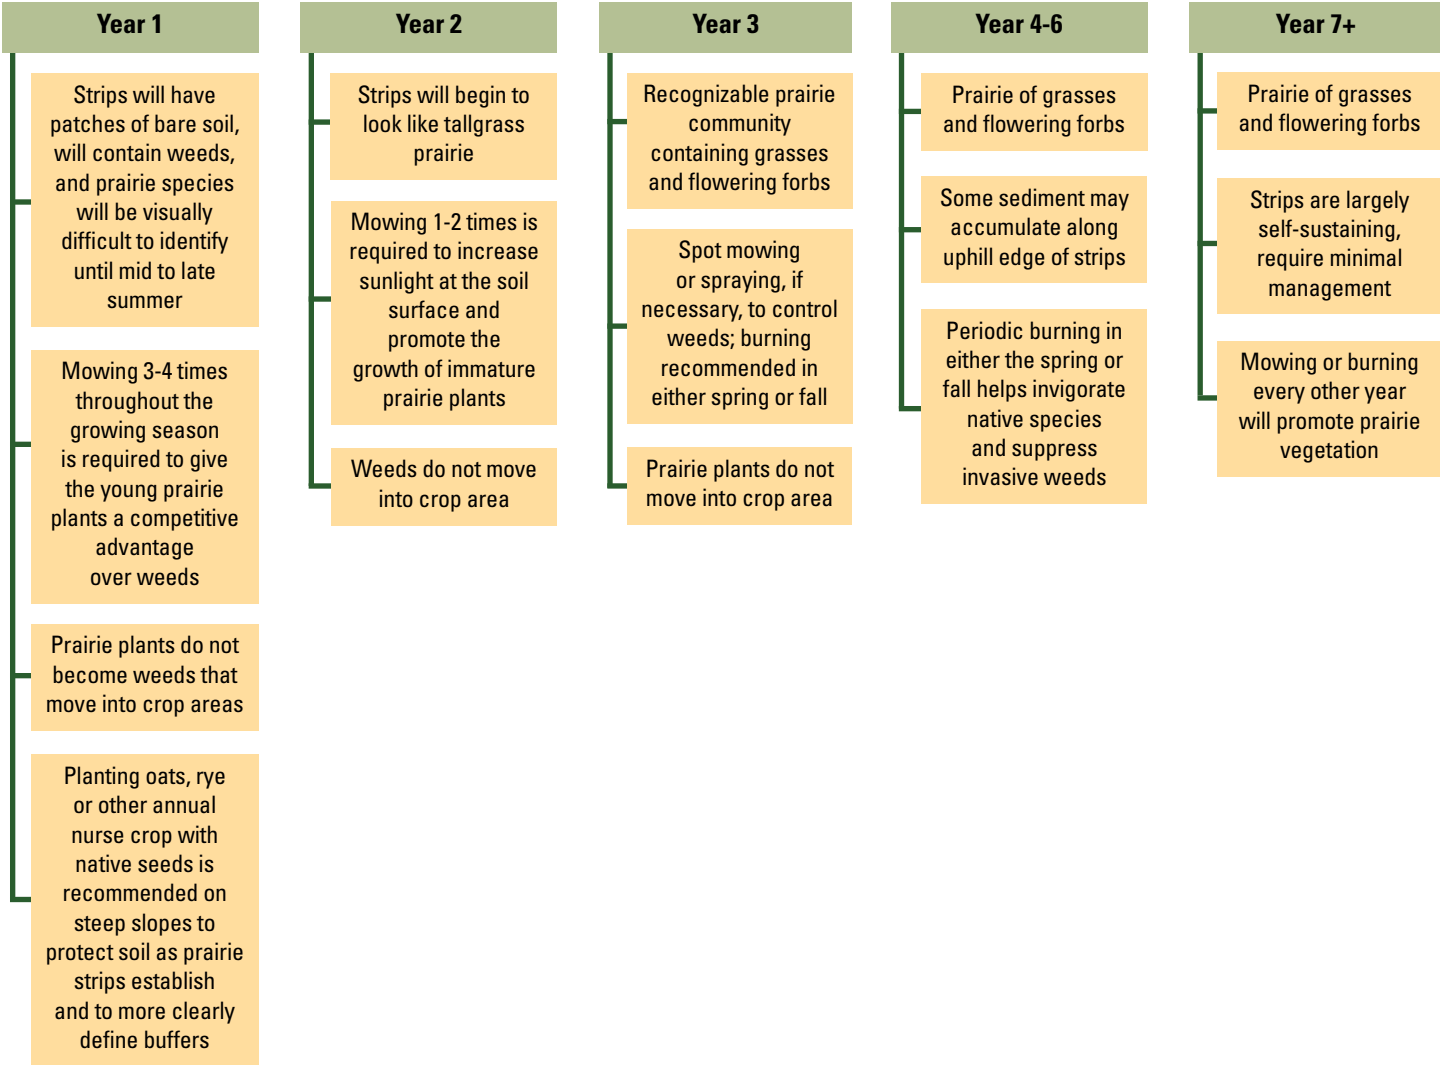 Year 1
Strips will have
patches of bare soil,
will contain weeds,
and prairie species
will be visually
difficult to identify
until mid to late
summer
Mowing 3-4 times
throughout the
growing season
is required to give
the young prairie
plants a competitive
advantage
over weeds
Prairie plants do not
become weeds that
move into crop areas
Planting oats, rye
or other annual
nurse crop with
native seeds is
recommended on
steep slopes to
protect soil as prairie
strips establish
and to more clearly
define buffers
Year 2
Strips will begin to
look like tallgrass
prairie
Mowing 1-2 times is
required to increase
sunlight at the soil
surface and
promote the
growth of immature
prairie plants
Weeds do not move
into crop area
Year 3
Recognizable prairie
community
containing grasses
and flowering forbs
Spot mowing
or spraying, if
necessary, to control
weeds; burning
recommended in
either spring or fall
Prairie plants do not
move into crop area
Year 4-6
Prairie of grasses
and flowering forbs
Some sediment may
accumulate along
uphill edge of strips
Periodic burning in
either the spring or
fall helps invigorate
native species
and suppress
invasive weeds
Year 7+
Prairie of grasses
and flowering forbs
Strips are largely
self-sustaining,
require minimal
management
Mowing or burning
every other year
will promote prairie
vegetation